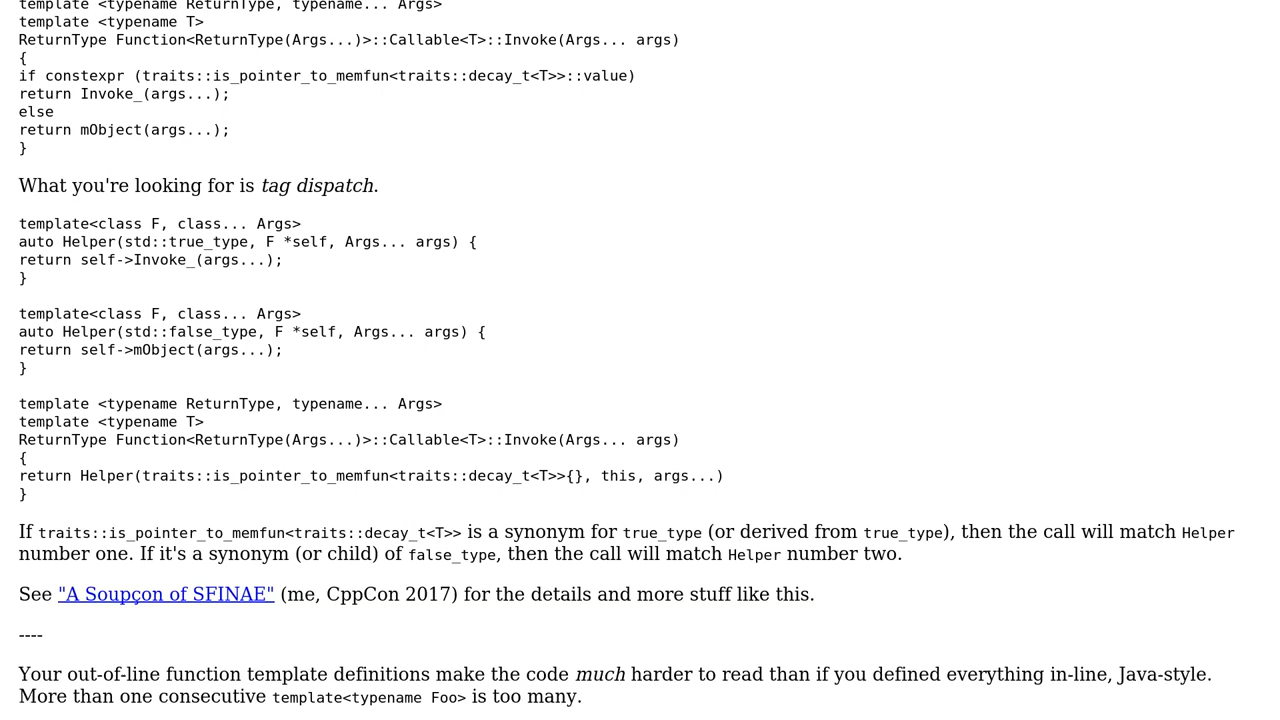 template <typename ReturnType, typename... Args>
template <typename T>
ReturnType Function<ReturnType(Args...)>::Callable<T>::Invoke(Args... args)
{
if constexpr (traits::is_pointer_to_memfun<traits::decay_t<T>>::value)
return Invoke_(args...);
else
return mObject(args...);
}
What you're looking for is tag dispatch.
template<class F, class... Args>
auto Helper(std::true_type, F *self, Args... args) {
return self->Invoke_(args...);
}
template<class F, class... Args>
auto Helper(std::false_type, F *self, Args... args) {
return self->mObject(args...);
}
template <typename ReturnType, typename... Args>
template <typename T>
ReturnType Function<ReturnType(Args...)>::Callable<T>::Invoke(Args... args)
{
return Helper(traits::is_pointer_to_memfun<traits::decay_t<T>>{}, this, args...)
}
If traits::is_pointer_to_memfun<traits::decay_t<T>> is a synonym for true_type (or derived from true_type), then the call will match Helper
number one. If it's a synonym (or child) of false_type, then the call will match Helper number two.
See "A Soupçon of SFINAE" (me, CppCon 2017) for the details and more stuff like this.
----
Your out-of-line function template definitions make the code much harder to read than if you defined everything in-line, Java-style.
More than one consecutive template<typename Foo> is too many.